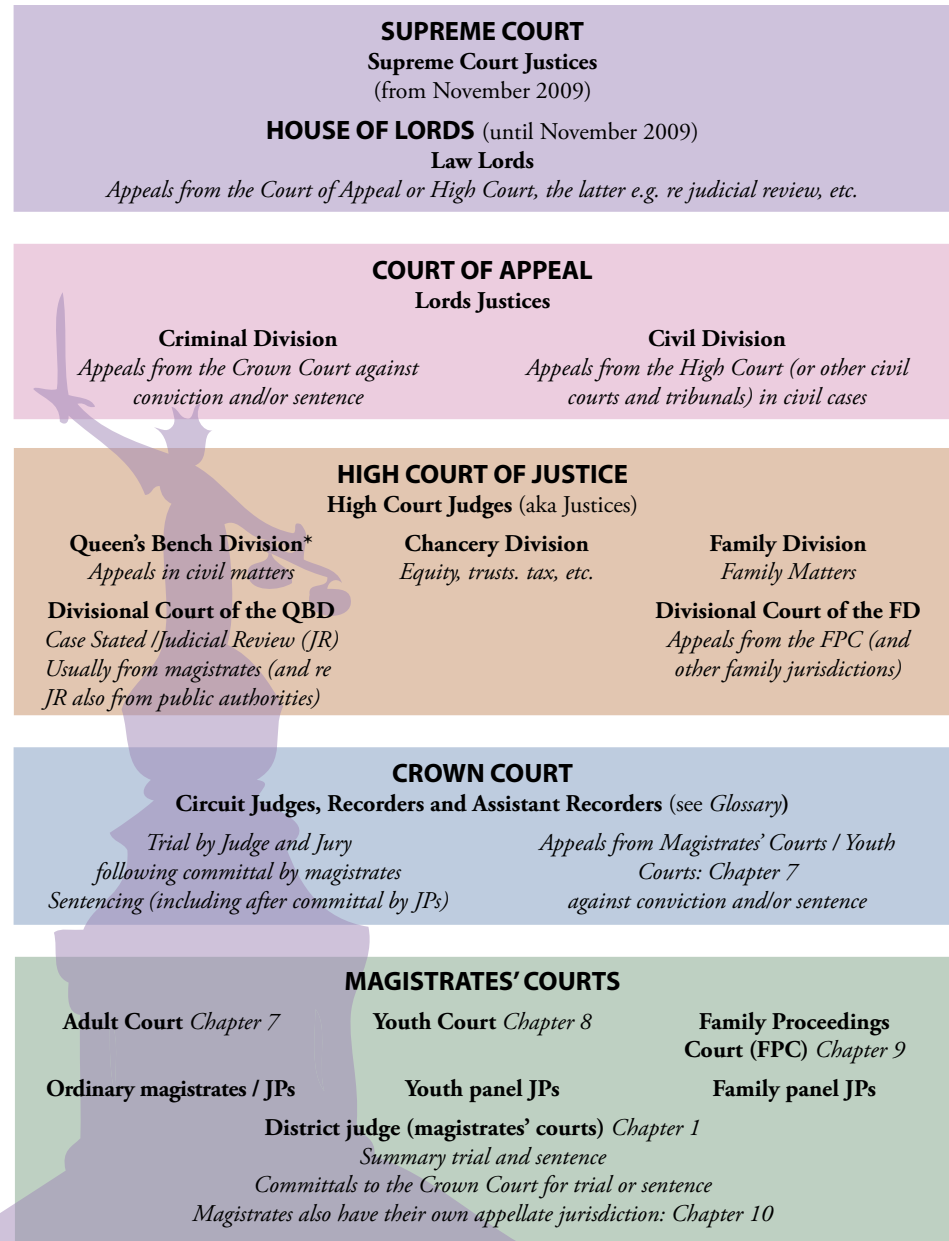 SUPREME COURT
Supreme Court Justices
(from November 2009)
HOUSE OF LORDS (until November 2009)
Law Lords
Appeals from the Court of Appeal or High Court, the latter e.g. re judicial review, etc.
COURT OF APPEAL
Lords Justices
Criminal Division
Appeals from the Crown Court against
conviction and/or sentence
Civil Division
Appeals from the High Court (or other civil
courts and tribunals) in civil cases
HIGH COURT OF JUSTICE
High Court Judges (aka Justices)
Queen's Bench Division*
Appeals in civil matters
Chancery Division
Equity, trusts. tax, etc.
Family Division
Family Matters
Divisional Court of the QBD
Case Stated /Judicial Review (JR)
Usually from magistrates (and re
JR also from public authorities)
Divisional Court of the FD
Appeals from the FPC (and
other family jurisdictions)
CROWN COURT
Circuit Judges, Recorders and Assistant Recorders (see Glossary)
Trial by Judge and Jury
following committal by magistrates
Sentencing (including after committal by JPs)
Appeals from Magistrates' Courts / Youth
Courts: Chapter 7
against conviction and/or sentence
MAGISTRATES' COURTS
Adult Court Chapter 7
Youth Court Chapter 8
Family Proceedings
Court (FPC) Chapter 9
Ordinary magistrates / JPs
Youth panel JPs
Family panel JPs
District judge (magistrates' courts) Chapter 1
Summary trial and sentence
Committals to the Crown Court for trial or sentence
Magistrates also have their own appellate jurisdiction: Chapter 10